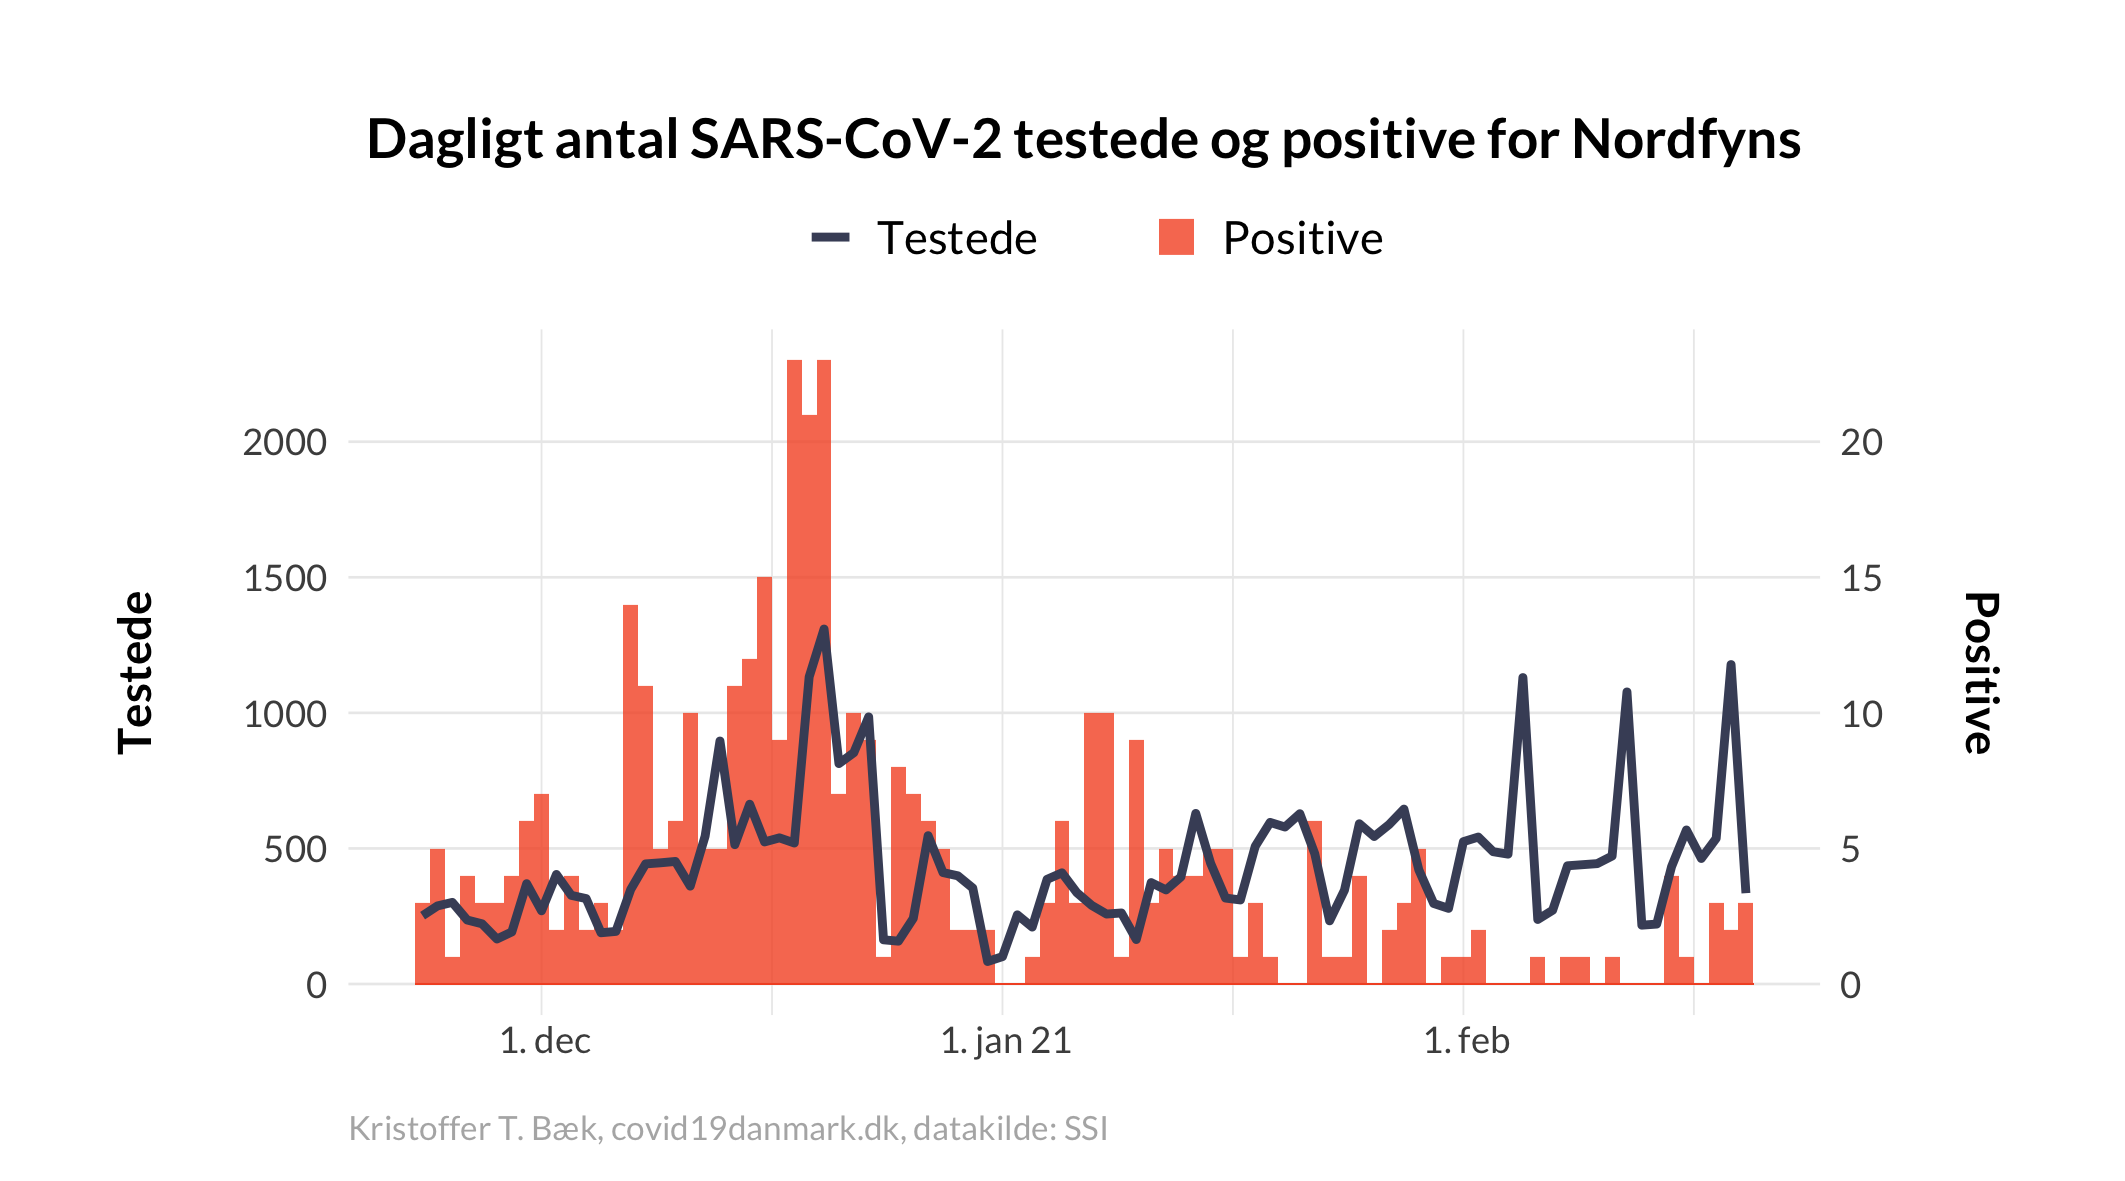 Dagligt antal SARS-CoV-2 testede og positive for Nordfyns
Testede Positive
2000 20
1500 15
1000 10
500 5
0 0
Testede
Positive
1. dec 1. jan 21 1. feb
Kristoffer T. Bæk, covid19danmark.dk, datakilde: SSI